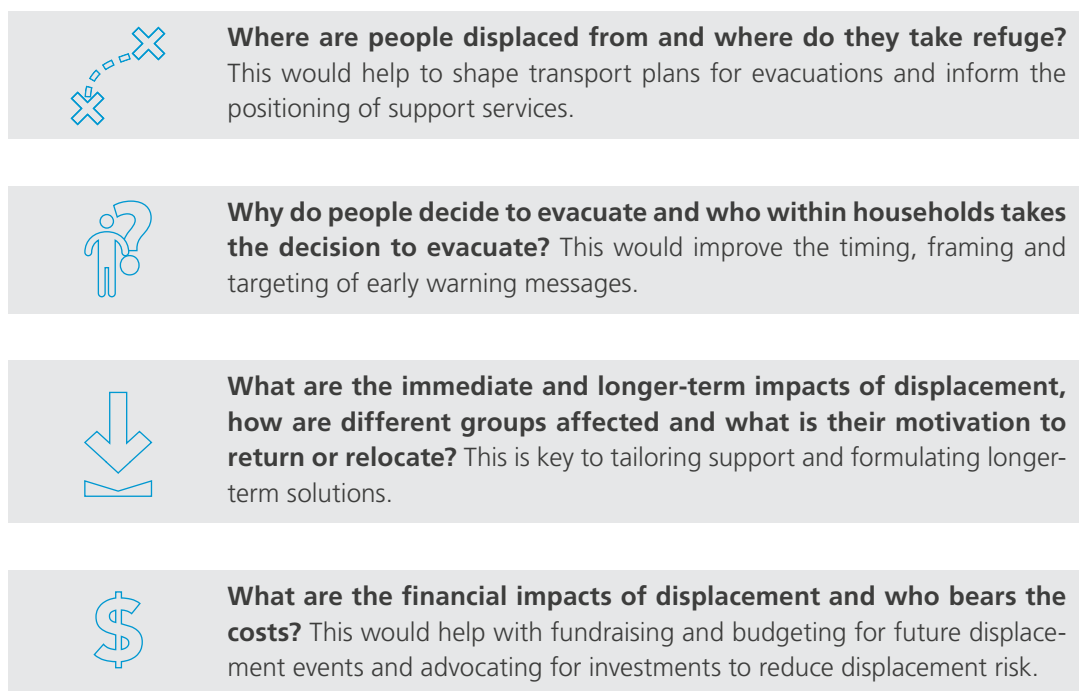 Where are people displaced from and where do they take refuge?
This would help to shape transport plans for evacuations and inform the
positioning of support services.
Why do people decide to evacuate and who within households takes
the decision to evacuate? This would improve the timing, framing and
targeting of early warning messages.
What are the immediate and longer-term impacts of displacement,
how are different groups affected and what is their motivation to
return or relocate? This is key to tailoring support and formulating longer-
term solutions.
What are the financial impacts of displacement and who bears the
costs? This would help with fundraising and budgeting for future displace-
ment events and advocating for investments to reduce displacement risk.